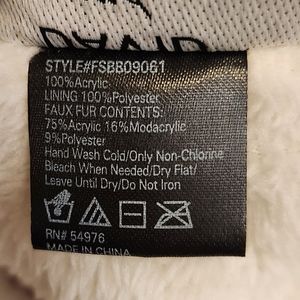 STYLE#FSBB09061
100%Acrylic
LINING 100%Polyester
FAUX FUR CONTENTS:
75%Acrylic 16%Modacrylic
9%Polyester
Hand Wash Cold/Only Non-Chlorine
Bleach When Needed/Dry Flat/
Leave Until Dry/Do Not Iron
RN# 54976
MADE IN CHINA